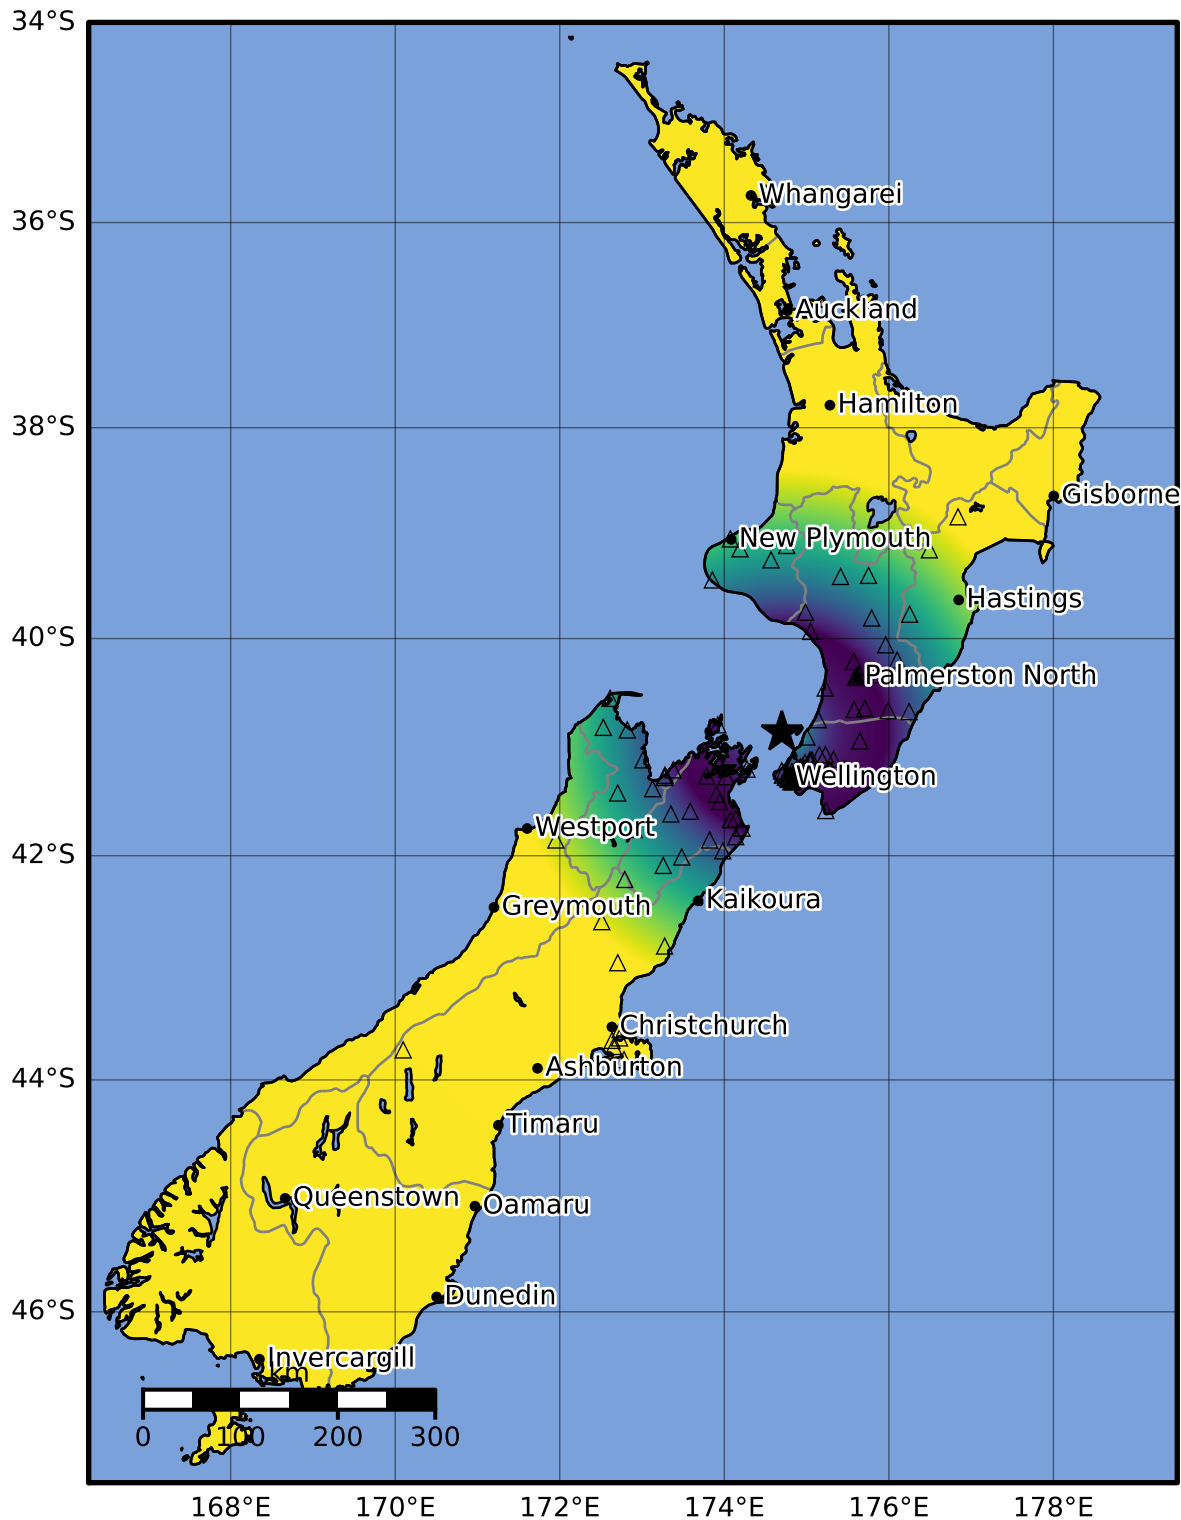 34°S
Whangarei
36°S
Auckland
Hamilton
38°S
Gisborne
New Plymouth
Hastings
40°S
Palmerston North
Wellington
Westport
42°S
Kaikoura
Greymouth
Christchurch
Ashburton
44°S
Timaru
Queenstown
Oamaru
Dunedin
46°S
Invercargill
km
0 100 200 300
168°E 170°E 172°E 174°E 176°E 178°E